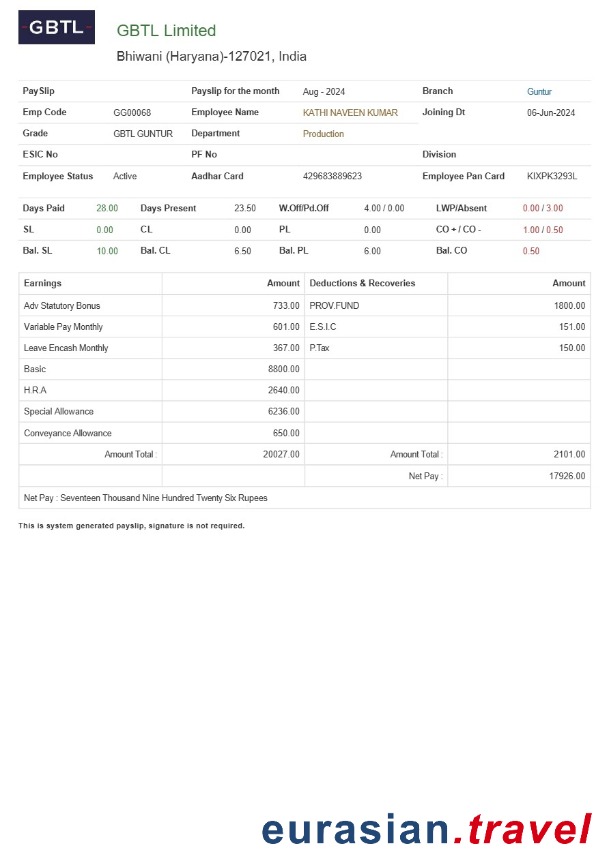 GBTL
GBTL Limited
Bhiwani (Haryana)-127021, India
PaySlip Payslip for the month Aug - 2024 Branch Guntur
Emp Code GG00068 Employee Name KATHI NAVEEN KUMAR Joining Dt 06-Jun-2024
Grade GBTL GUNTUR Department Production
ESIC No PF No Division
Employee Status Active Aadhar Card 429683889623 Employee Pan Card KIXPK3293L
Days Paid 28.00 Days Present 23.50 W.Off/Pd.Off 4.00 / 0.00 LWP/Absent 0.00 / 3.00
SL 0.00 CL 0.00 PL 0.00 CO + / CO - 1.00 / 0.50
Bal. SL 10.00 Bal. CL 6.50 Bal. PL 6.00 Bal. CO 0.50
Earnings Amount Deductions & Recoveries Amount
Adv Statutory Bonus 733.00 PROV.FUND 1800.00
Variable Pay Monthly 601.00 E.S.I.C 151.00
Leave Encash Monthly 367.00 P.Tax 150.00
Basic 8800.00
H.R.A 2640.00
Special Allowance 6236.00
Conveyance Allowance 650.00
Amount Total : 20027.00 Amount Total : 2101.00
Net Pay : 17926.00
Net Pay : Seventeen Thousand Nine Hundred Twenty Six Rupees
This is system generated payslip, signature is not required.
eurasian.travel